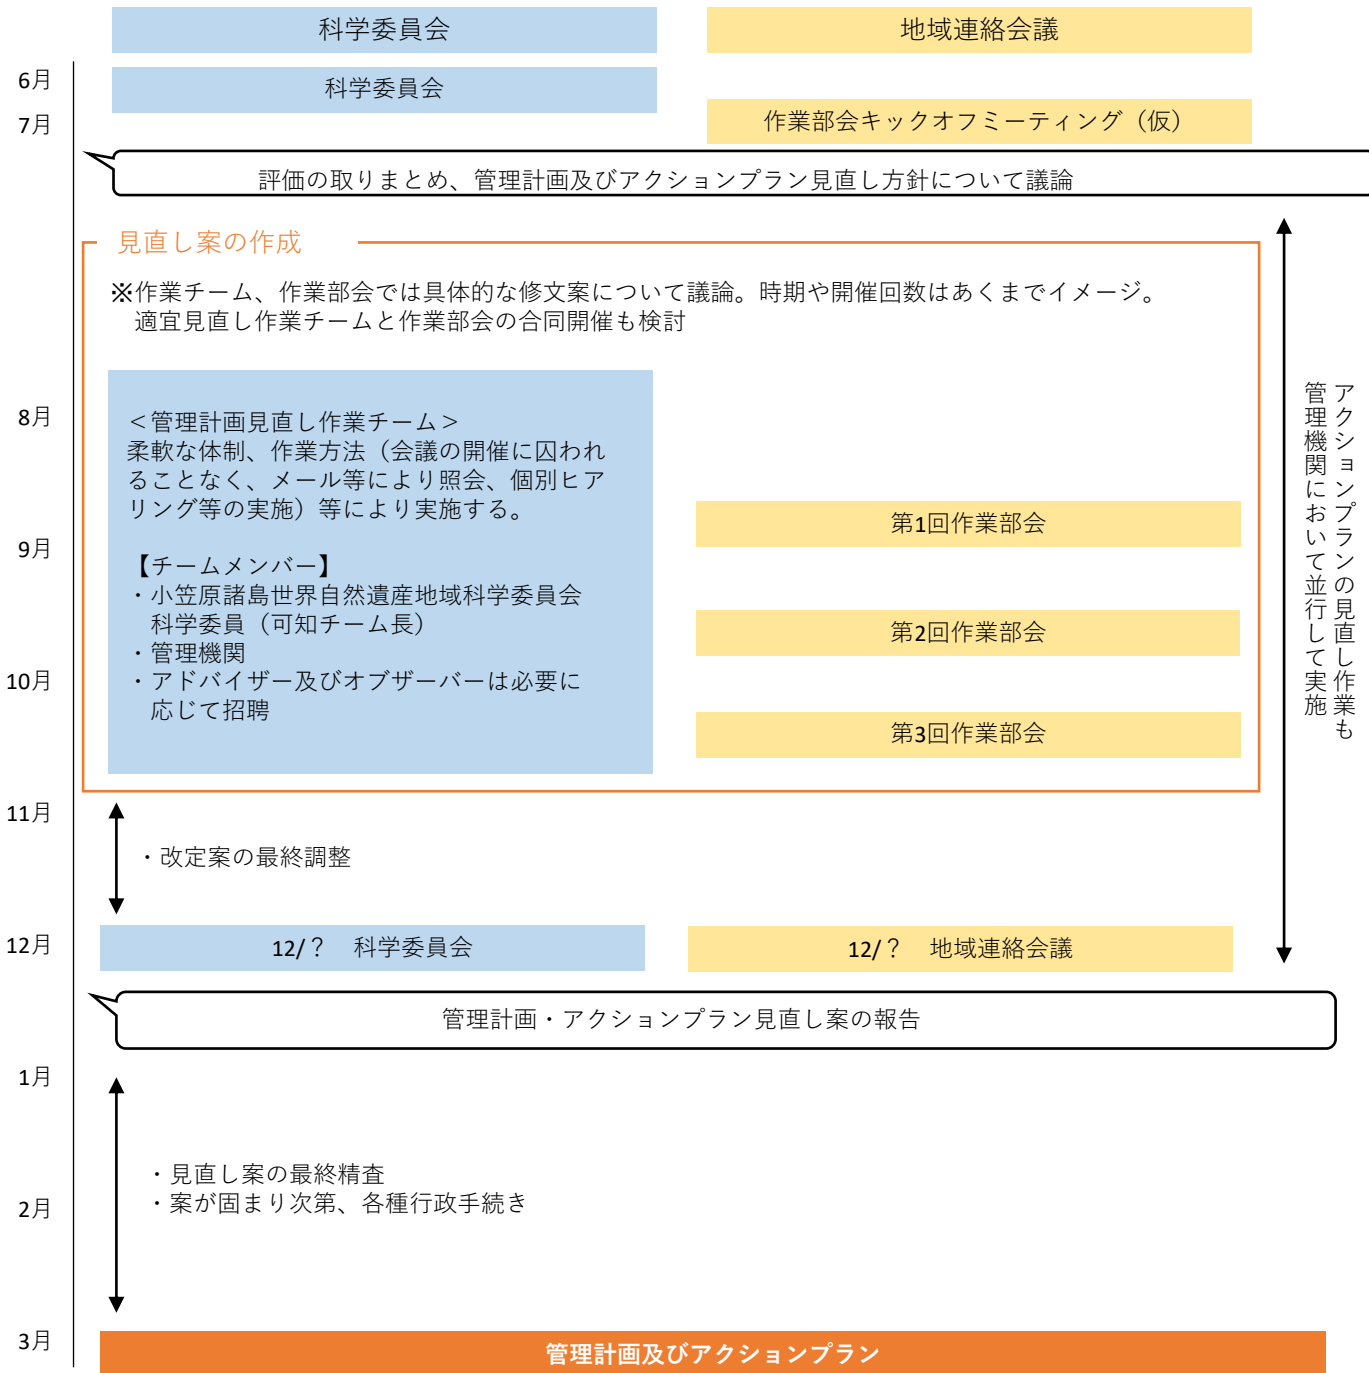 科学委員会
地域連絡会議
6月
科学委員会
7月
作業部会キックオフミーティング（仮）
評価の取りまとめ、管理計画及びアクションプラン見直し方針について議論
見直し案の作成
※作業チーム、作業部会では具体的な修文案について議論。時期や開催回数はあくまでイメージ。
適宜見直し作業チームと作業部会の合同開催も検討
8月
＜管理計画見直し作業チーム＞
柔軟な体制、作業方法（会議の開催に囚われ
ることなく、メール等により照会、個別ヒア
リング等の実施）等により実施する。
【チームメンバー】
・小笠原諸島世界自然遺産地域科学委員会
科学委員（可知チーム長）
・管理機関
・アドバイザー及びオブザーバーは必要に
応じて招聘
第1回作業部会
9月
第2回作業部会
10月
第3回作業部会
アクションプランの見直し作業も
管理機関において並行して実施
11月
・改定案の最終調整
12月
12/？　科学委員会
12/？　地域連絡会議
管理計画・アクションプラン見直し案の報告
1月
・見直し案の最終精査
・案が固まり次第、各種行政手続き
2月
3月
管理計画及びアクションプラン